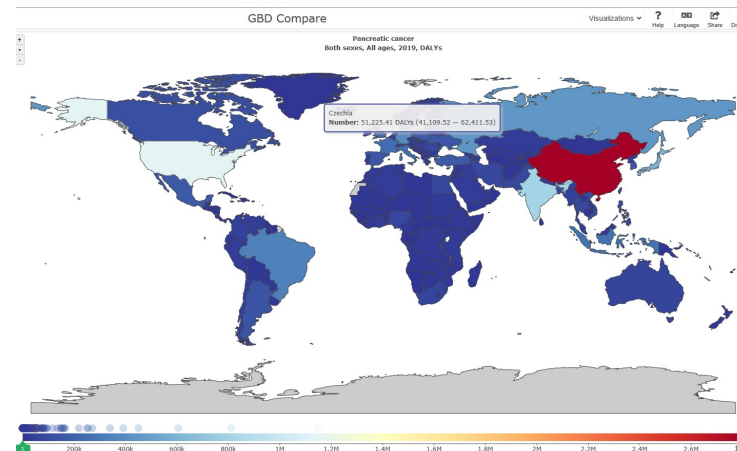 GBD Compare
Visualizations
?
Help
Language
Share
+
-
Pancreatic cancer
Both sexes, All ages, 2019, DALYs
Czechia
Number: 51,225.41 DALYs (41,109.52 — 62,411.53)
200k 400k 600k 800k 1M 1.2M 1.4M 1.6M 1.8M 2M 2.2M 2.4M 2.6M